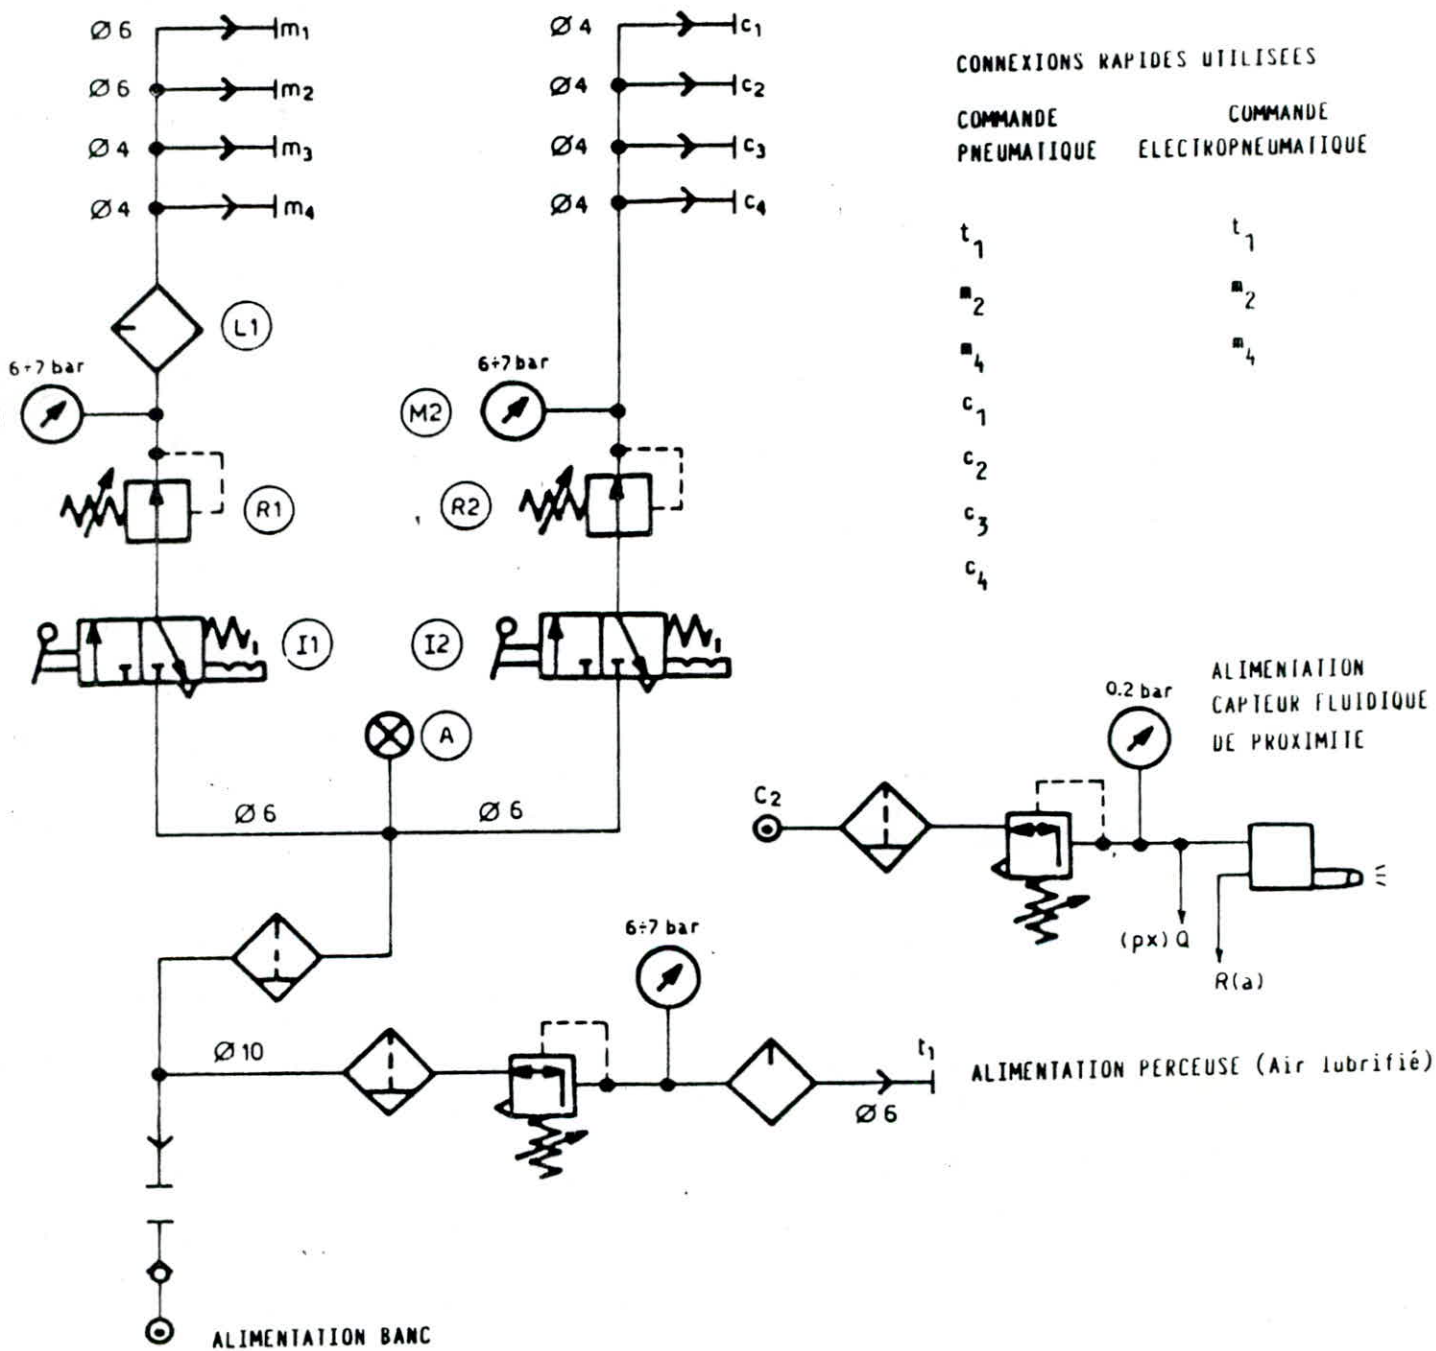 Ø 6 m1
Ø 6 m2
Ø 4 m3
Ø 4 m4
L1
6÷7 bar
R1
I1
Ø 4 c1
Ø 4 c2
Ø 4 c3
Ø 4 c4
6÷7 bar
M2
R2
I2
A
Ø 6
Ø 6
CONNEXIONS RAPIDES UTILISEES
COMMANDE
PNEUMATIQUE
COMMANDE
ELECTROPNEUMATIQUE
t1 t1
m2 m2
m4 m4
c1
c2
c3
c4
0.2 bar
ALIMENTATION
CAPTEUR FLUIDIQUE
DE PROXIMITE
C2
(px) Q
R(a)
6÷7 bar
Ø 10
t1
Ø 6
ALIMENTATION PERCEUSE (Air lubrifié)
ALIMENTATION BANC